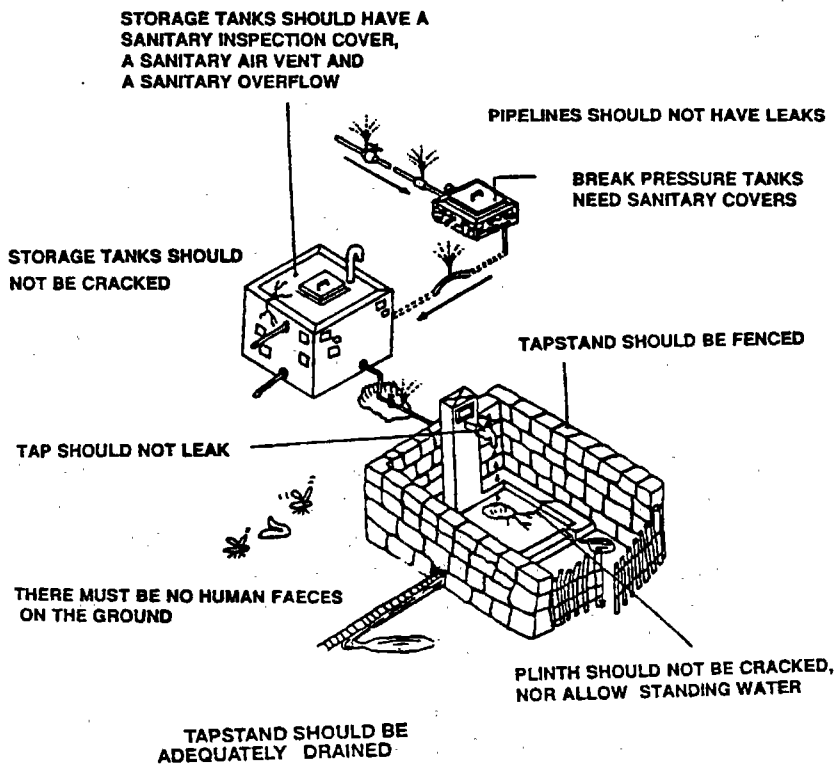 STORAGE TANKS SHOULD HAVE A
SANITARY INSPECTION COVER,
A SANITARY AIR VENT AND
A SANITARY OVERFLOW
PIPELINES SHOULD NOT HAVE LEAKS
BREAK PRESSURE TANKS
NEED SANITARY COVERS
STORAGE TANKS SHOULD
NOT BE CRACKED
TAPSTAND SHOULD BE FENCED
TAP SHOULD NOT LEAK
THERE MUST BE NO HUMAN FAECES
ON THE GROUND
PLINTH SHOULD NOT BE CRACKED,
NOR ALLOW STANDING WATER
TAPSTAND SHOULD BE
ADEQUATELY DRAINED